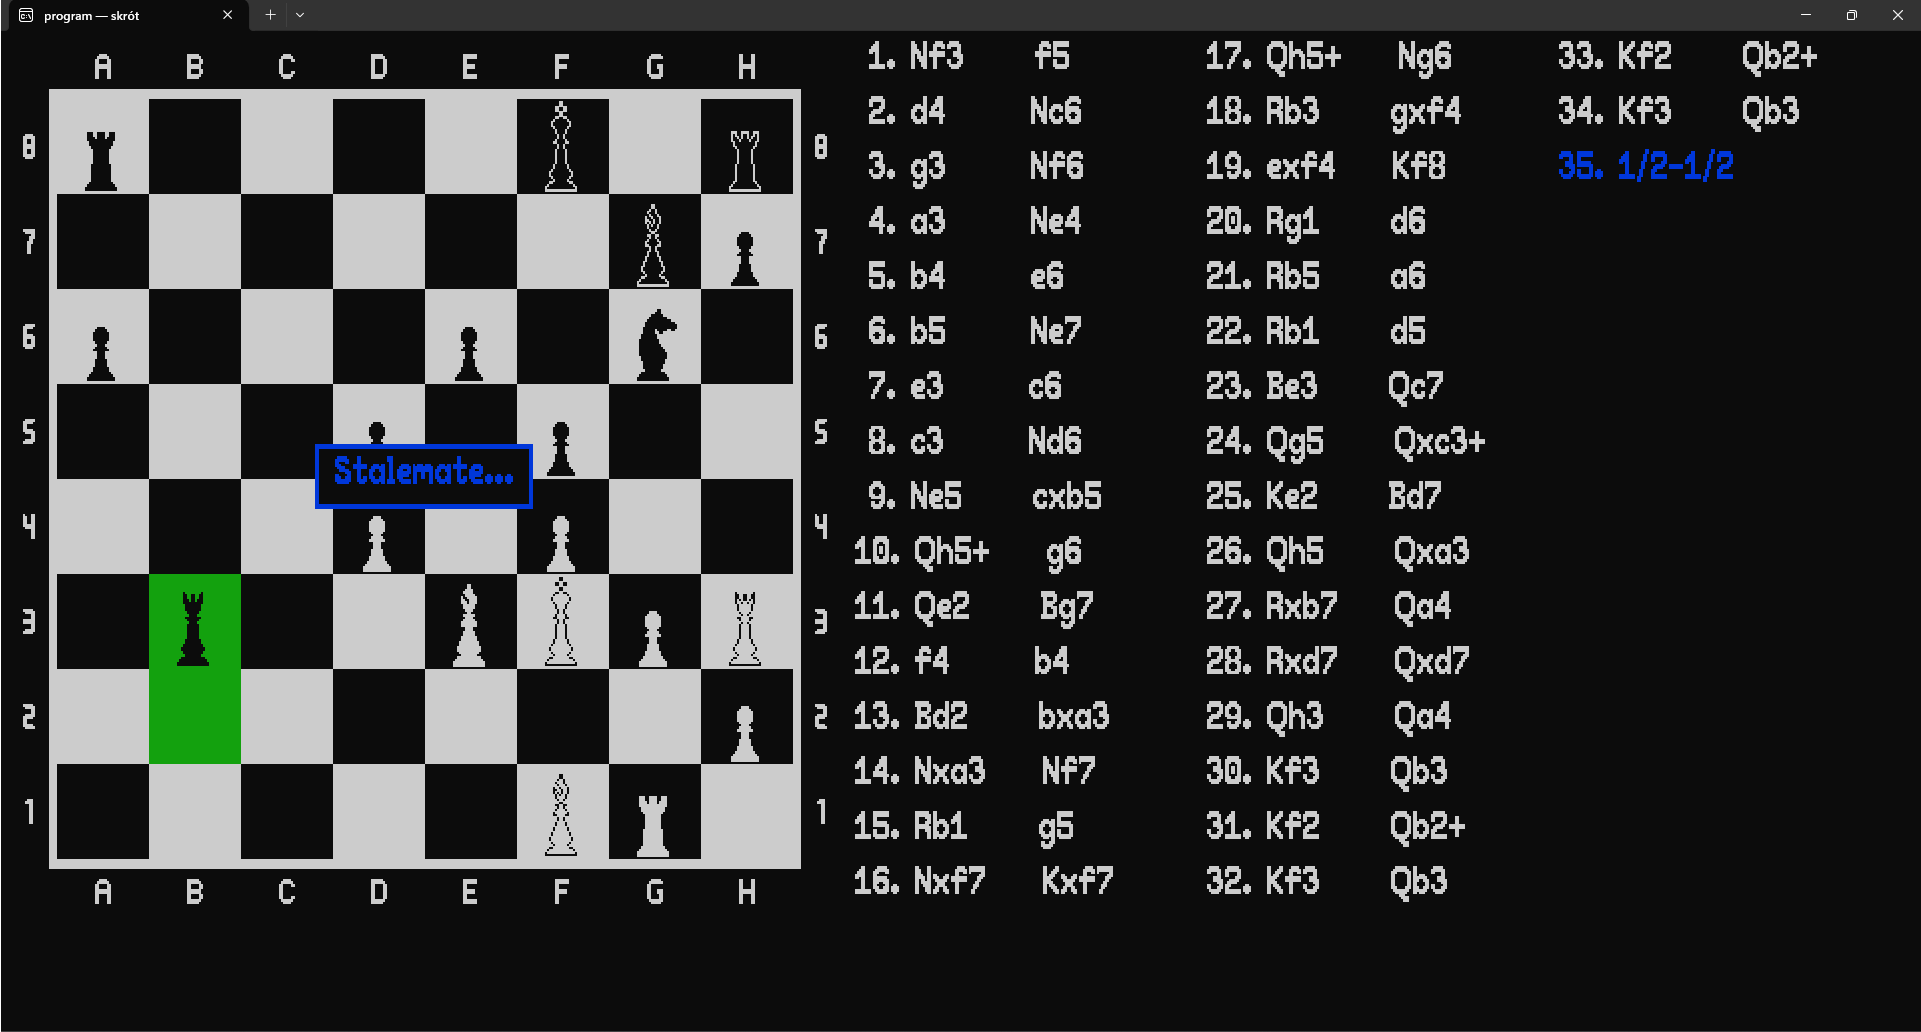 program — skrót
A B C D E F G H
8 8
7 7
6 6
5 5
4 4
3 3
2 2
1 1
A B C D E F G H
Stalemate...
1. Nf3 f5
2. d4 Nc6
3. g3 Nf6
4. a3 Ne4
5. b4 e6
6. b5 Ne7
7. e3 c6
8. c3 Nd6
9. Ne5 cxb5
10. Qh5+ g6
11. Qe2 Bg7
12. f4 b4
13. Bd2 bxa3
14. Nxa3 Nf7
15. Rb1 g5
16. Nxf7 Kxf7
17. Qh5+ Ng6
18. Rb3 gxf4
19. exf4 Kf8
20. Rg1 d6
21. Rb5 a6
22. Rb1 d5
23. Be3 Qc7
24. Qg5 Qxc3+
25. Ke2 Bd7
26. Qh5 Qxa3
27. Rxb7 Qa4
28. Rxd7 Qxd7
29. Qh3 Qa4
30. Kf3 Qb3
31. Kf2 Qb2+
32. Kf3 Qb3
33. Kf2 Qb2+
34. Kf3 Qb3
35. 1/2-1/2